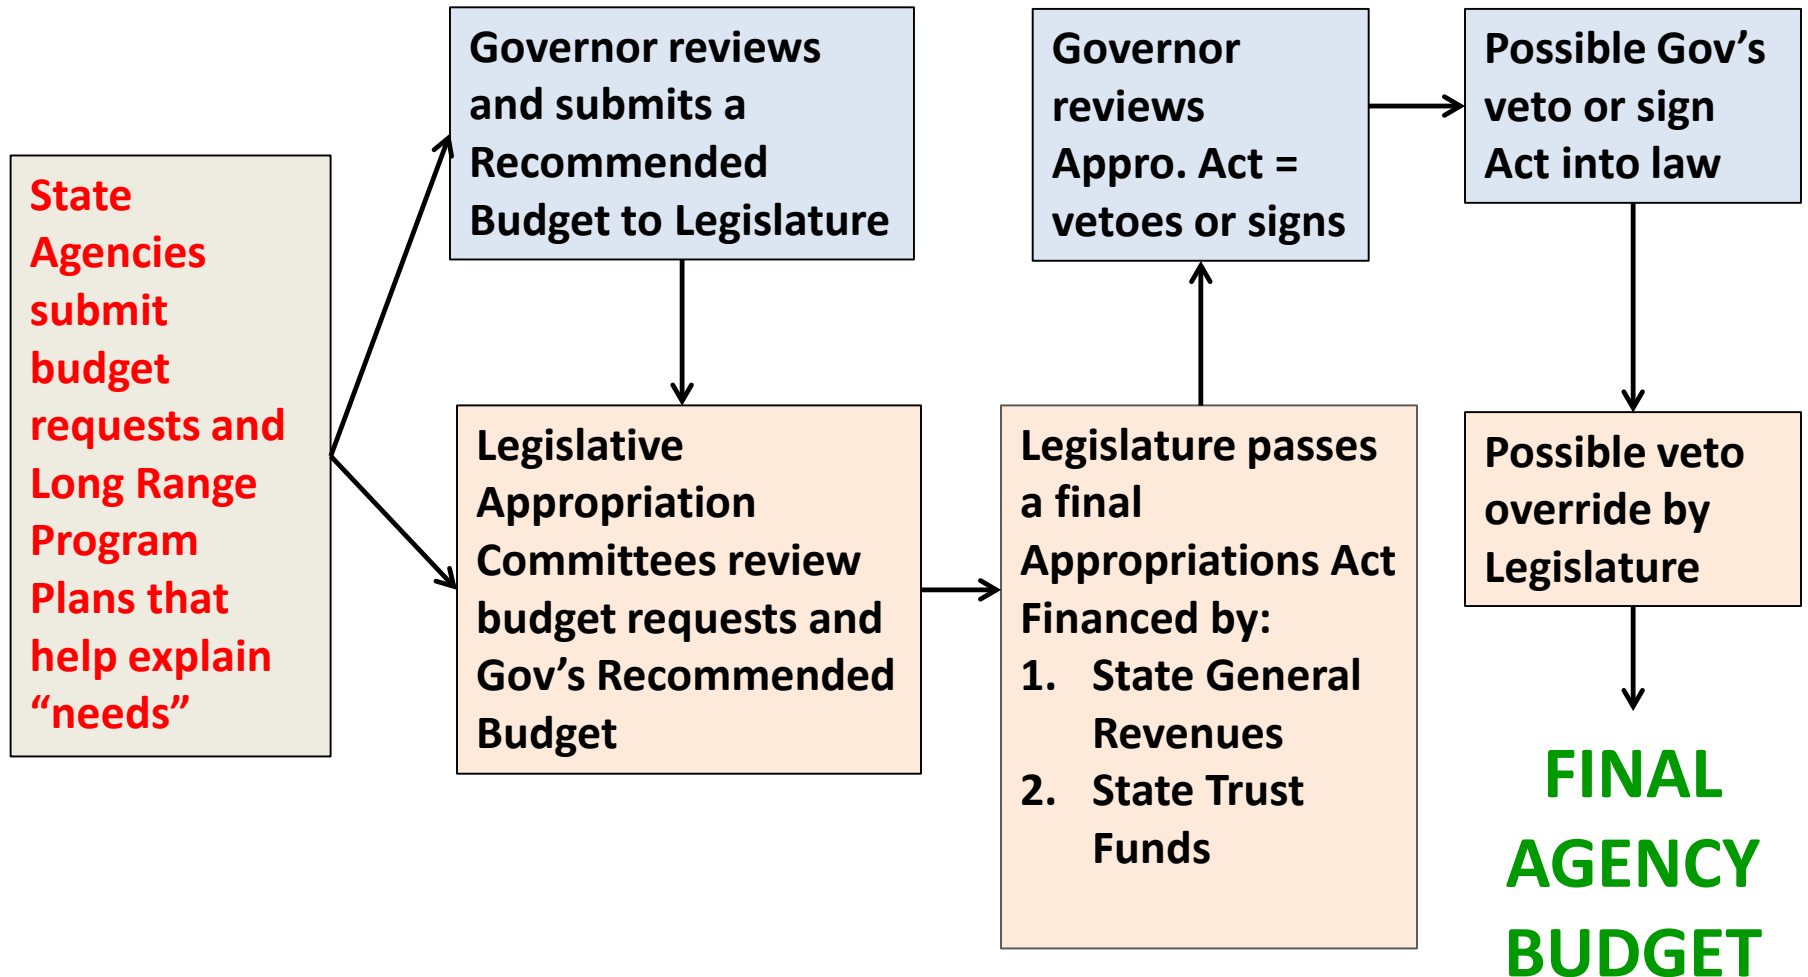 State
Agencies
submit
budget
requests and
Long Range
Program
Plans that
help explain
“needs”
Governor reviews
and submits a
Recommended
Budget to Legislature
Legislative
Appropriation
Committees review
budget requests and
Gov’s Recommended
Budget
Legislature passes
a final
Appropriations Act
Financed by:
1. State General
Revenues
2. State Trust
Funds
Governor
reviews
Appro. Act =
vetoes or signs
Possible Gov’s
veto or sign
Act into law
Possible veto
override by
Legislature
FINAL
AGENCY
BUDGET